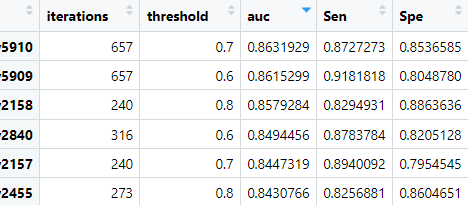 iterations threshold auc Sen Spe
5910 657 0.7 0.8631929 0.8727273 0.8536585
5909 657 0.6 0.8615299 0.9181818 0.8048780
2158 240 0.8 0.8579284 0.8294931 0.8863636
2840 316 0.6 0.8494456 0.8783784 0.8205128
2157 240 0.7 0.8447319 0.8940092 0.7954545
2455 273 0.8 0.8430766 0.8256881 0.8604651